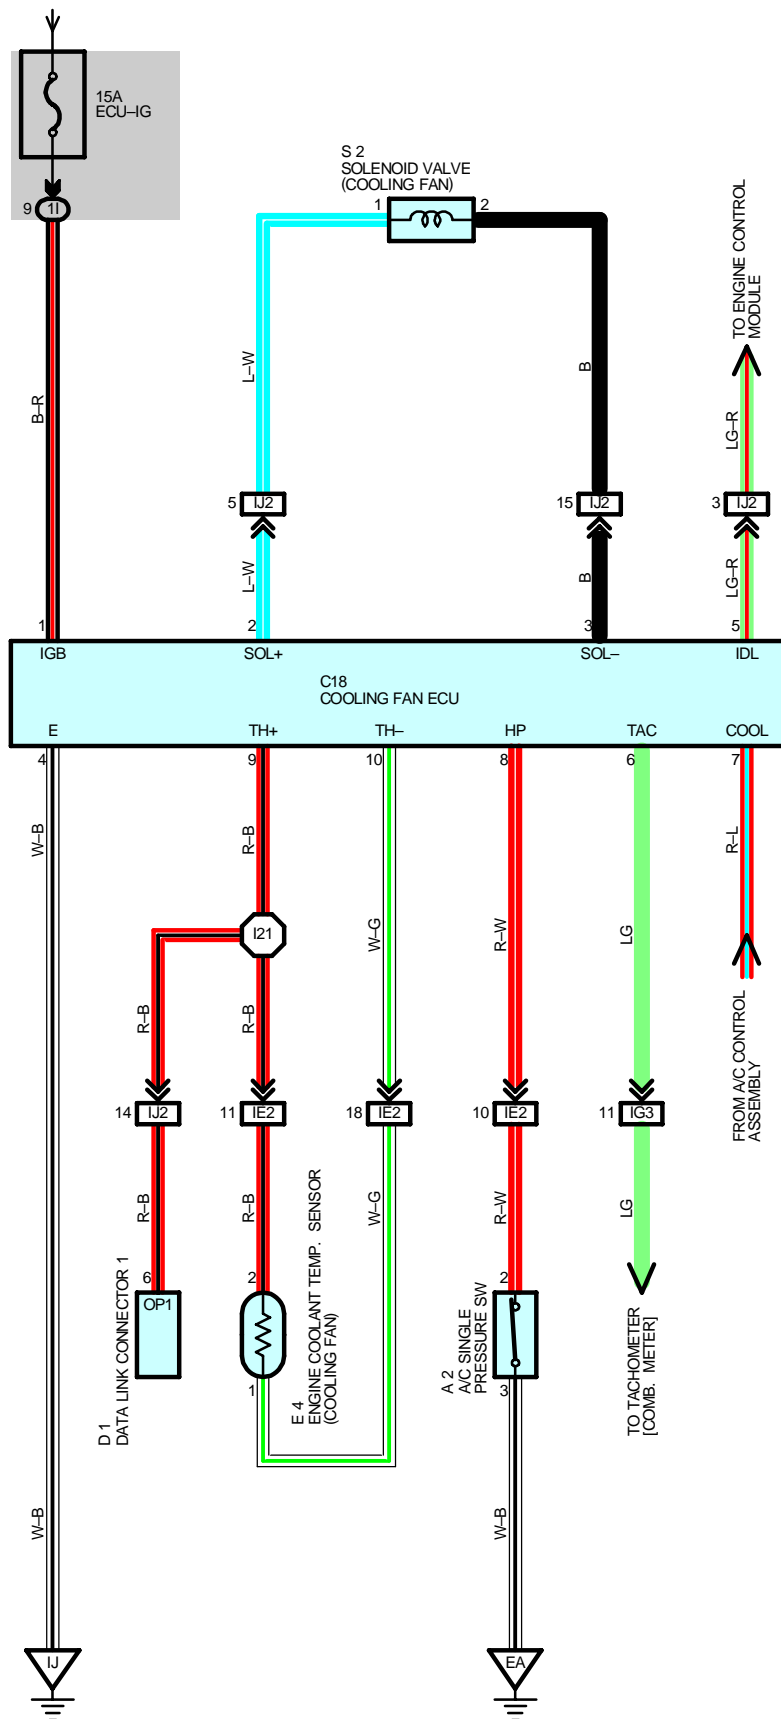 15A
ECU–IG
9
1I
S 2
SOLENOID VALVE
(COOLING FAN)
1
2
TO ENGINE CONTROL
MODULE
B–R
L–W
B
LG–R
5
IJ2
15
IJ2
3
IJ2
L–W
B
LG–R
1
2
3
5
IGB
SOL+
SOL–
IDL
C18
COOLING FAN ECU
E
TH+
TH–
HP
TAC
COOL
4
9
10
8
6
7
W–B
R–B
R–L
I21
W–G
R–W
LG
R–B
R–B
FROM A/C CONTROL
ASSEMBLY
14
IJ2
11
IE2
18
IE2
10
IE2
11
IG3
R–B
R–B
W–G
R–W
LG
6
2
2
OP1
D 1
DATA LINK CONNECTOR 1
1
E 4
ENGINE COOLANT TEMP. SENSOR
(COOLING FAN)
A 2
A/C SINGLE
PRESSURE SW
3
TO TACHOMETER
[COMB. METER]
W–B
W–B
IJ
EA